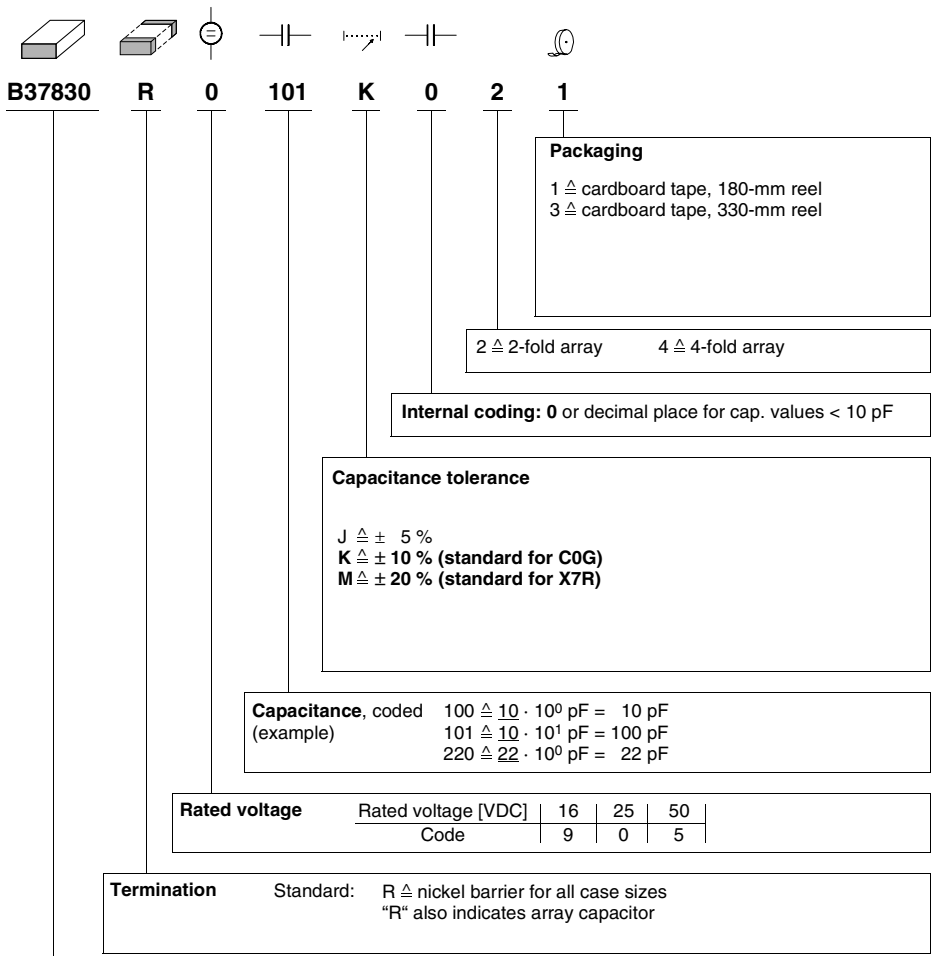 B37830 R 0 101 K 0 2 1
Packaging
1 ≙ cardboard tape, 180-mm reel
3 ≙ cardboard tape, 330-mm reel
2 ≙ 2-fold array 4 ≙ 4-fold array
Internal coding: 0 or decimal place for cap. values < 10 pF
Capacitance tolerance
J ≙ ± 5 %
K ≙ ± 10 % (standard for C0G)
M ≙ ± 20 % (standard for X7R)
Capacitance, coded 100 ≙ 10 · 10⁰ pF = 10 pF
(example) 101 ≙ 10 · 10¹ pF = 100 pF
220 ≙ 22 · 10⁰ pF = 22 pF
Rated voltage Rated voltage [VDC] 16 25 50
Code 9 0 5
Termination Standard: R ≙ nickel barrier for all case sizes
“R“ also indicates array capacitor